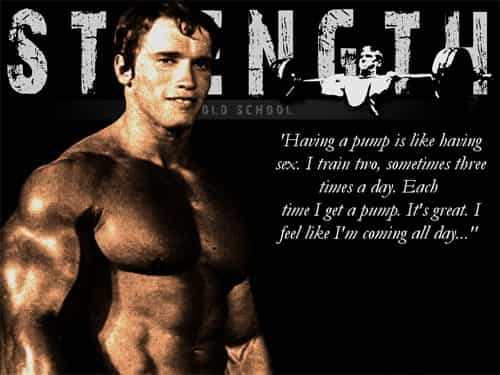 STRENGTH
OLD SCHOOL
'Having a pump is like having
sex. I train two, sometimes three
times a day. Each
time I get a pump. It's great. I
feel like I'm coming all day..."